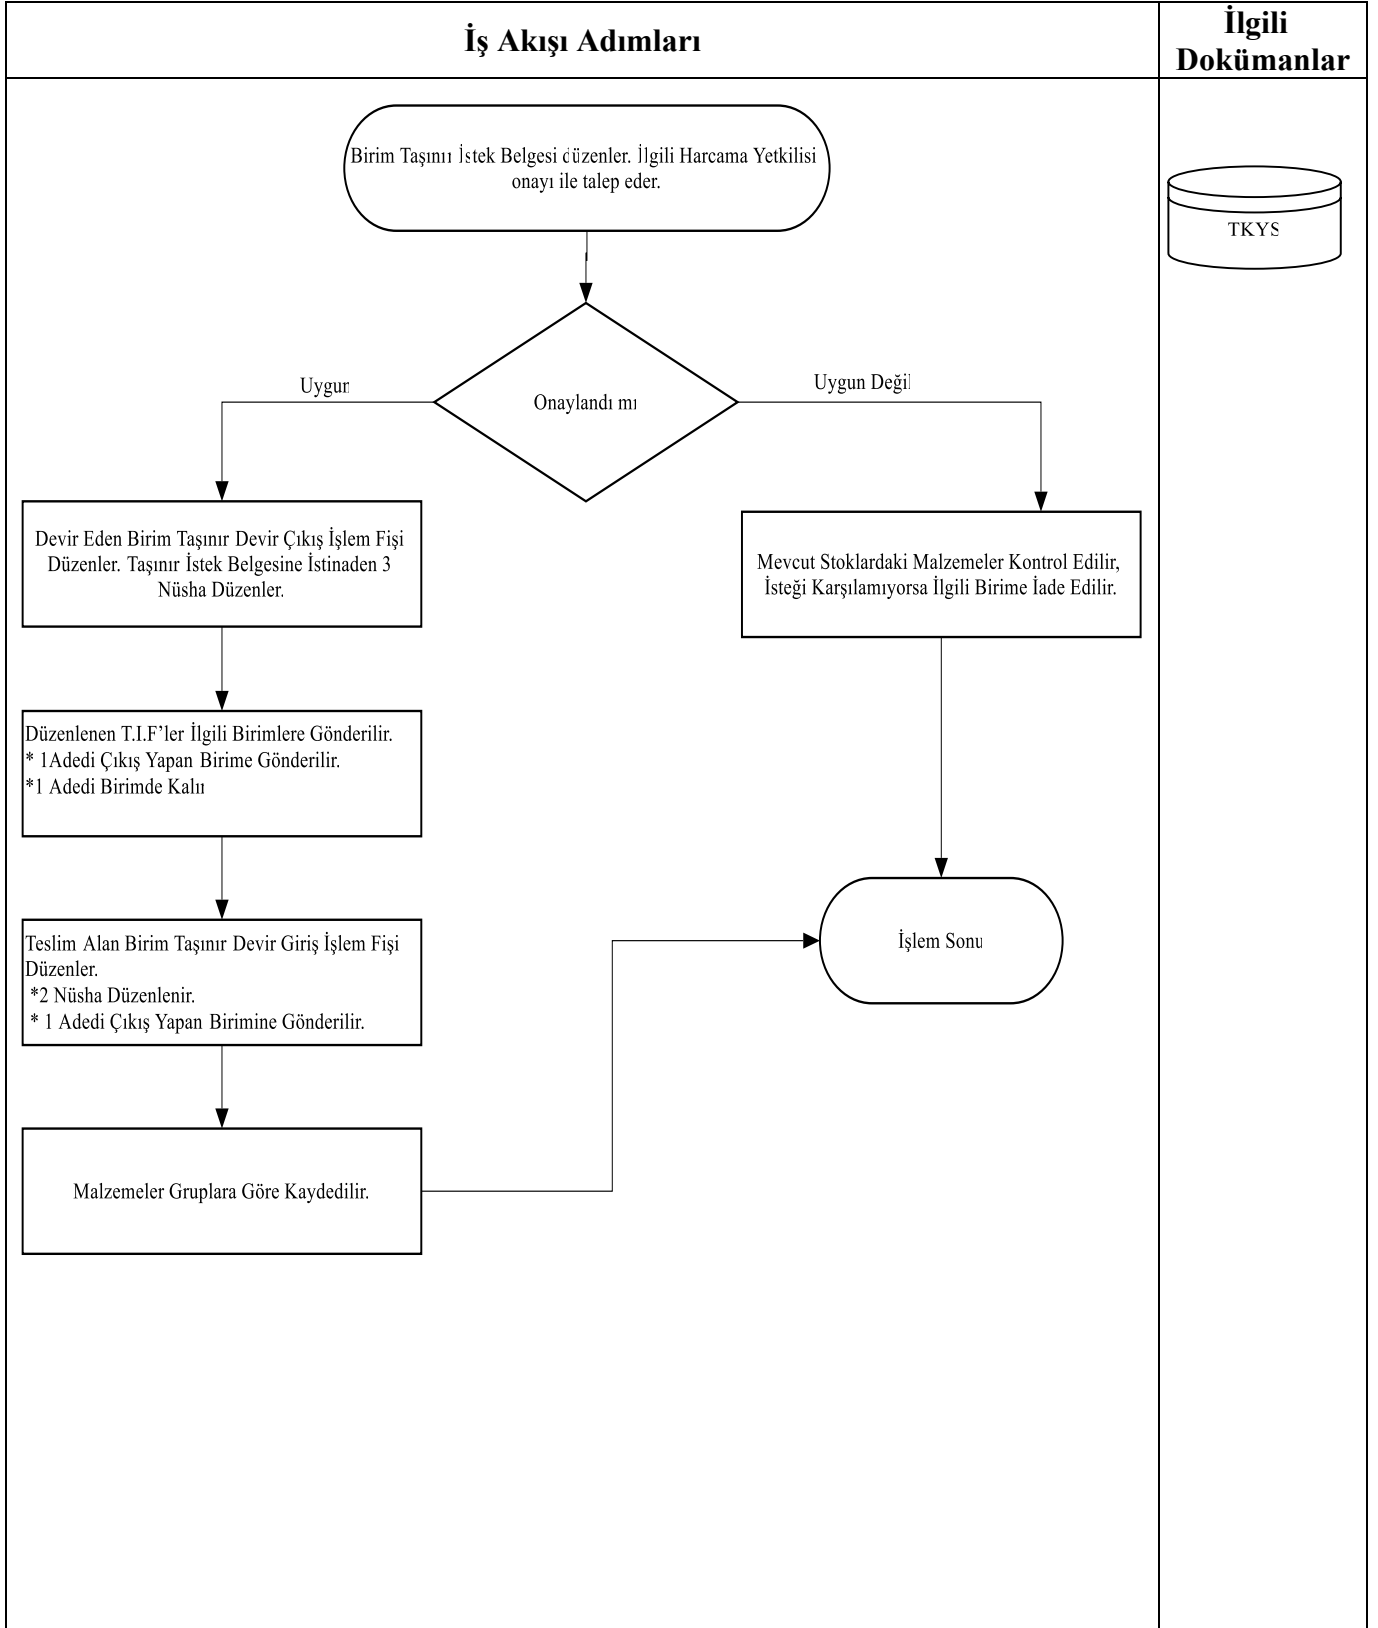 İş Akışı Adımları
İlgili
Dokümanlar
Birim Taşınır İstek Belgesi düzenler. İlgili Harcama Yetkilisi
onayı ile talep eder.
TKYS
Uygun
Uygun Değil
Onaylandı mı
Devir Eden Birim Taşınır Devir Çıkış İşlem Fişi
Düzenler. Taşınır İstek Belgesine İstinaden 3
Nüsha Düzenler.
Mevcut Stoklardaki Malzemeler Kontrol Edilir,
İsteği Karşılamıyorsa İlgili Birime İade Edilir.
Düzenlenen T.I.F’ler İlgili Birimlere Gönderilir.
* 1Adedi Çıkış Yapan Birime Gönderilir.
*1 Adedi Birimde Kalır
Teslim Alan Birim Taşınır Devir Giriş İşlem Fişi
Düzenler.
*2 Nüsha Düzenlenir.
* 1 Adedi Çıkış Yapan Birimine Gönderilir.
İşlem Sonu
Malzemeler Gruplara Göre Kaydedilir.